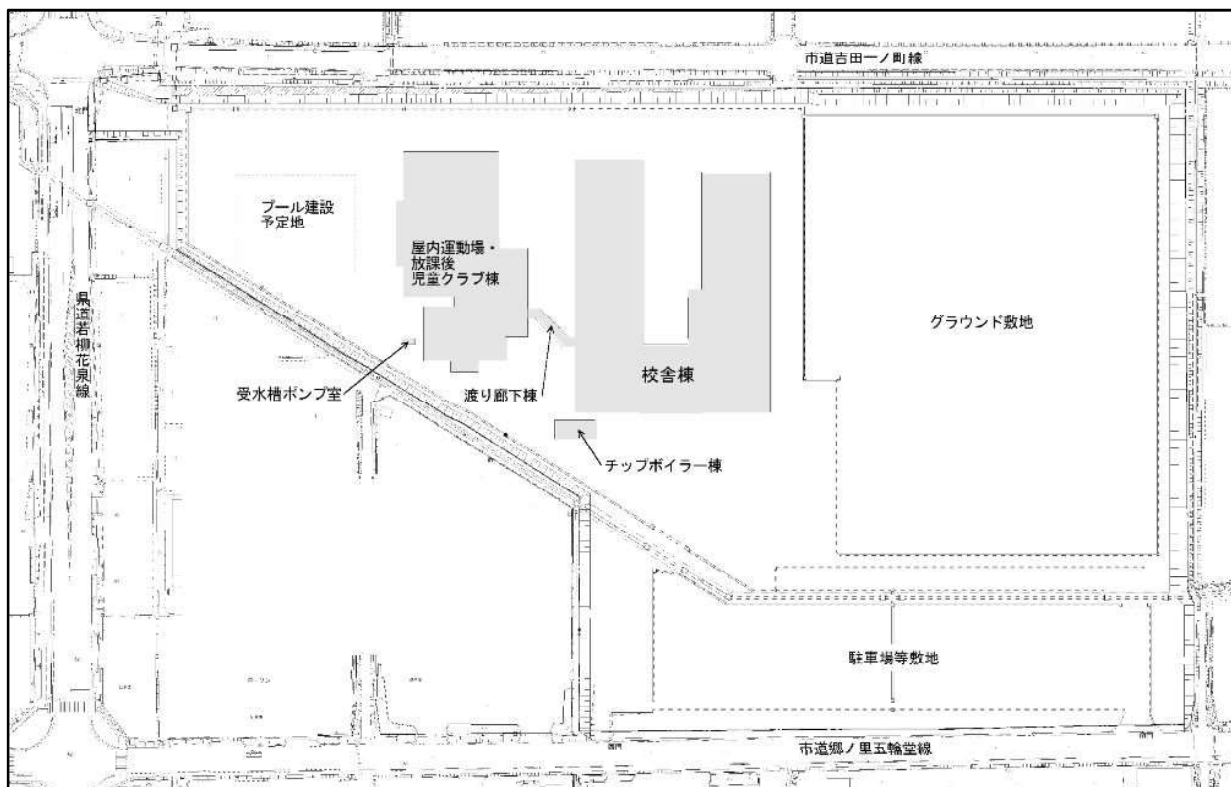 市道吉田一ノ町線
プール建設
予定地
屋内運動場・
放課後
児童クラブ棟
県道若柳花泉線
グラウンド敷地
校舎棟
受水槽ポンプ室
渡り廊下棟
チップボイラー棟
駐車場等敷地
ローソン
市道郷ノ里五輪堂線